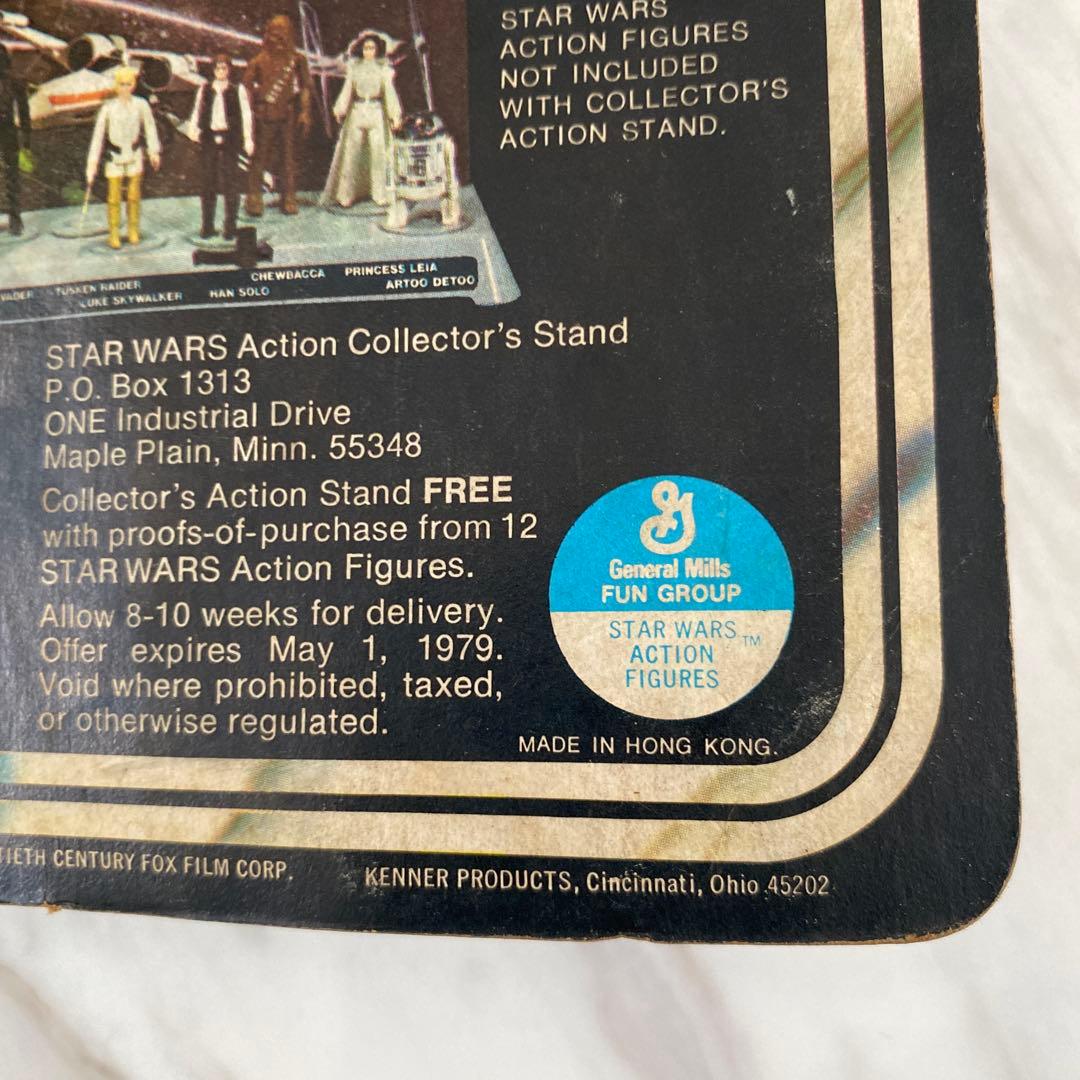 STAR WARS
ACTION FIGURES
NOT INCLUDED
WITH COLLECTOR'S
ACTION STAND.
CHEWBACCA PRINCESS LEIA
TUSKEN RAIDER
ARTOO DETOO
VADER LUKE SKYWALKER HAN SOLO
STAR WARS Action Collector's Stand
P.O. Box 1313
ONE Industrial Drive
Maple Plain, Minn. 55348
Collector's Action Stand FREE
with proofs-of-purchase from 12
STAR WARS Action Figures.
Allow 8-10 weeks for delivery.
Offer expires May 1, 1979.
Void where prohibited, taxed,
or otherwise regulated.
G
General Mills
FUN GROUP
STAR WARS TM
ACTION
FIGURES
MADE IN HONG KONG.
TIETH CENTURY FOX FILM CORP.
KENNER PRODUCTS, Cincinnati, Ohio 45202